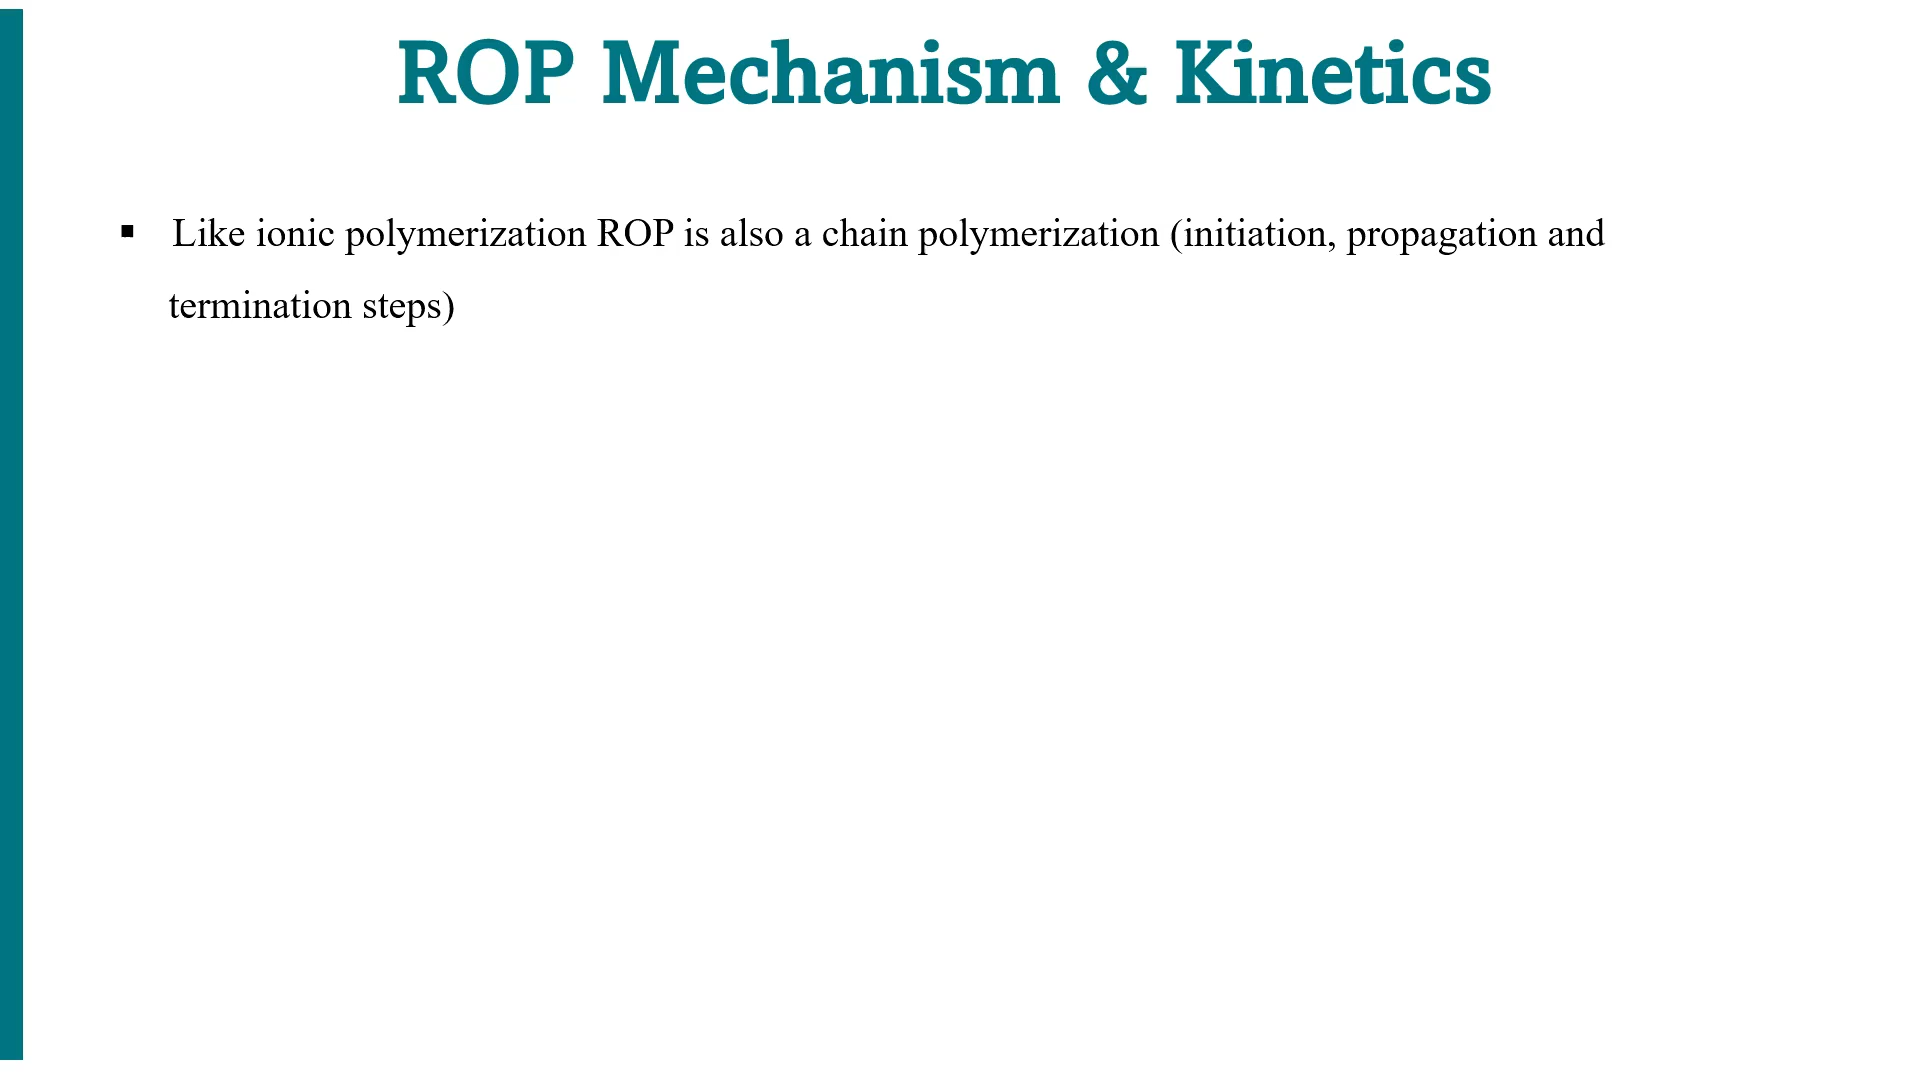 ROP Mechanism & Kinetics
▪ Like ionic polymerization ROP is also a chain polymerization (initiation, propagation and
termination steps)